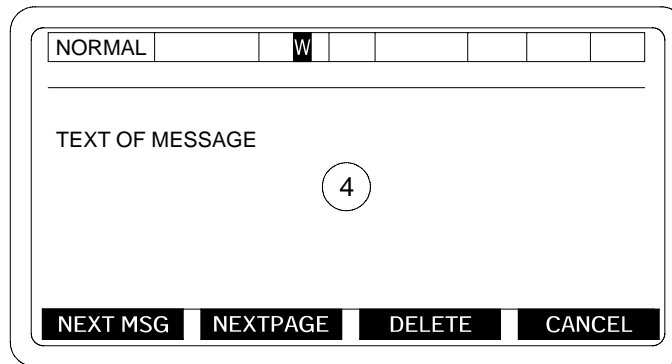 NORMAL W
TEXT OF MESSAGE
4
NEXT MSG NEXTPAGE DELETE CANCEL